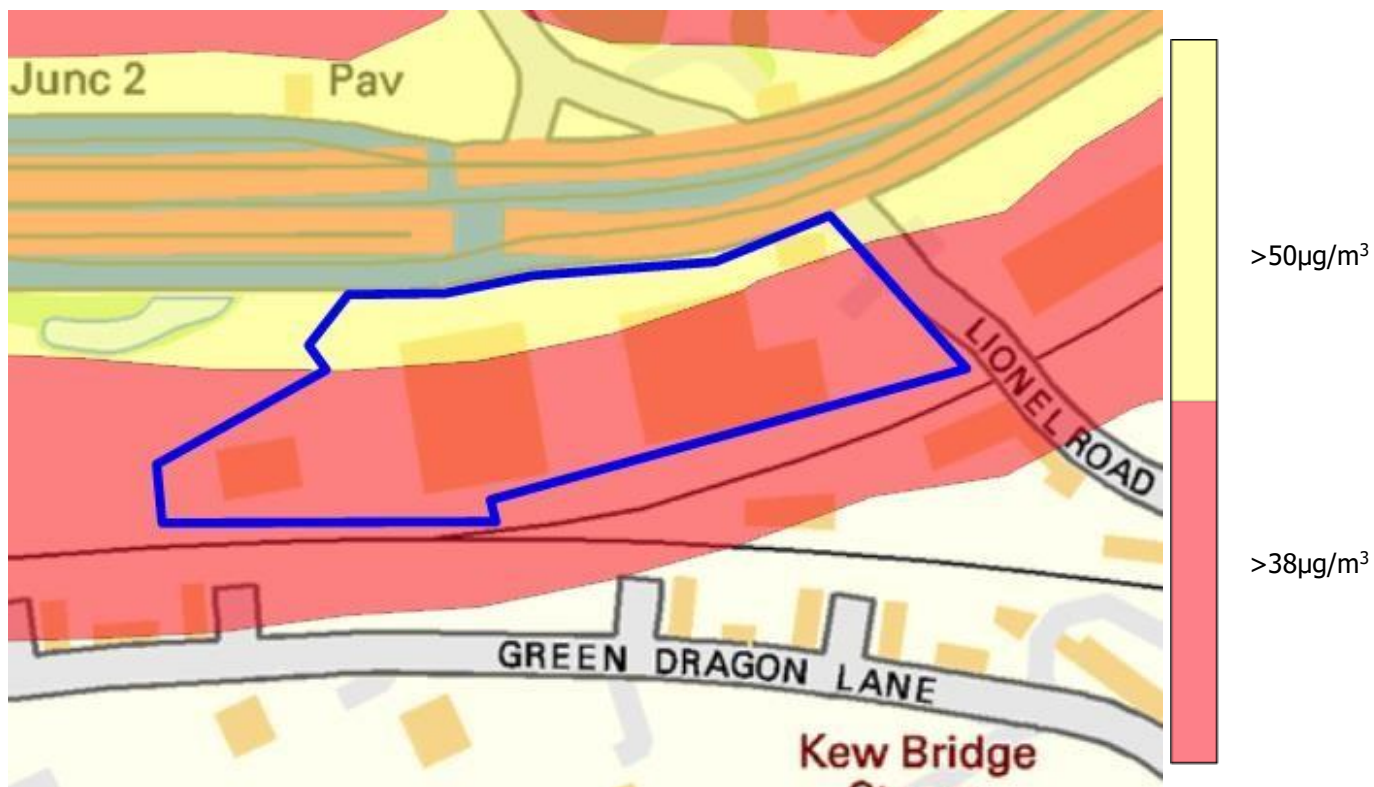 Junc 2
Pav
>50µg/m³
LIONEL ROAD
>38µg/m³
GREEN DRAGON LANE
Kew Bridge